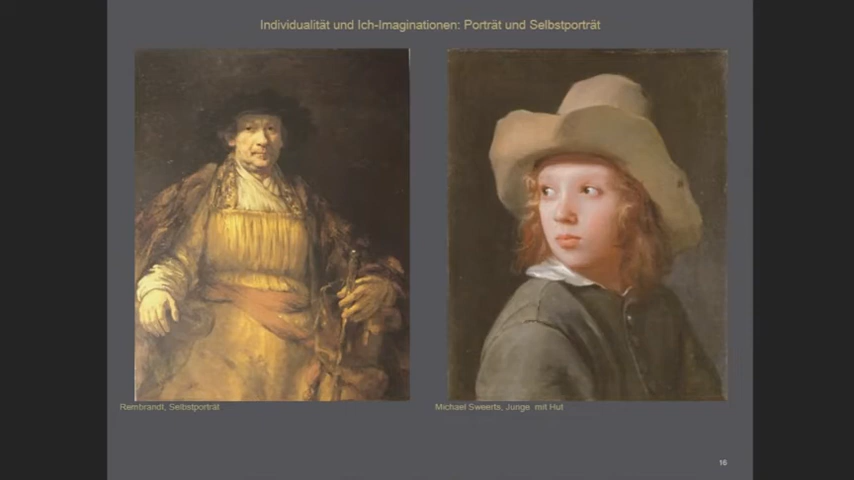 Individualität und Ich-Imaginationen: Porträt und Selbstporträt
Rembrandt, Selbstporträt
Michael Sweerts, Junge mit Hut
16